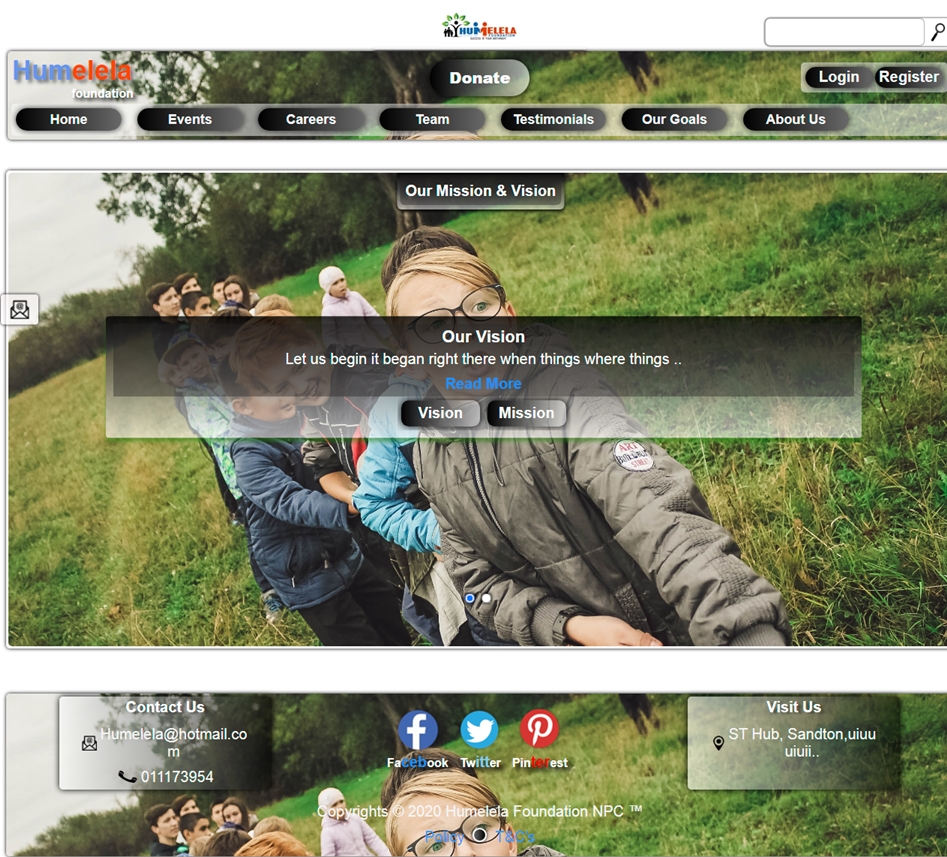 HUMELELA
FOUNDATION
Humelela
foundation
Donate
Login Register
Home Events Careers Team Testimonials Our Goals About Us
Our Mission & Vision
Our Vision
Let us begin it began right there when things where things ..
Read More
Vision Mission
ART
Contact Us
Humelela@hotmail.co
m
011173954
Facebook Twitter Pinterest
Visit Us
ST Hub, Sandton,uiuu
uiuii..
Copyrights © 2020 Humelela Foundation NPC ™
Policy T&C's